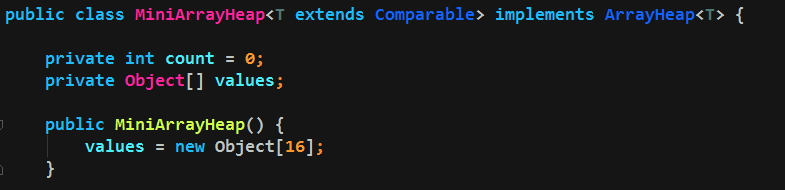 public class MiniArrayHeap<T extends Comparable> implements ArrayHeap<T> {
private int count = 0;
private Object[] values;
public MiniArrayHeap() {
values = new Object[16];
}